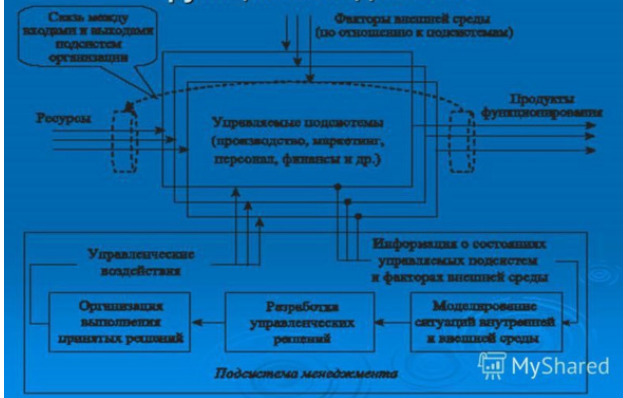 Связь между
входами и выходами
подсистем
организации
Факторы внешней среды
(по отношению к подсистемам)
Ресурсы
Продукты
функционирования
Управляемые подсистемы
(производство, маркетинг,
персонал, финансы и др.)
Управленческие
воздействия
Информация о состояниях
управляемых подсистем
и факторах внешней среды
Организация
выполнения
принятых решений
Разработка
управленческих
решений
Моделирование
ситуаций внутренней
и внешней среды
Подсистема менеджмента
MyShared